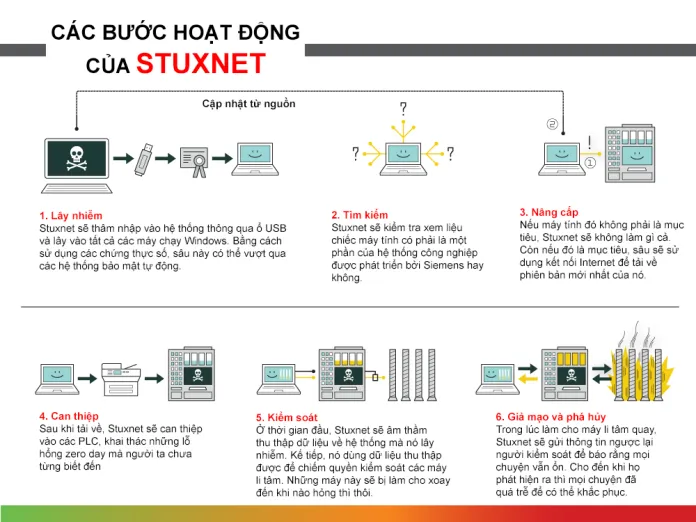 CÁC BƯỚC HOẠT ĐỘNG
CỦA STUXNET
Cập nhật từ nguồn
?
?
?
②
!
①
1. Lây nhiễm
Stuxnet sẽ thâm nhập vào hệ thống thông qua ổ USB
và lây vào tất cả các máy chạy Windows. Bằng cách
sử dụng các chứng thực số, sâu này có thể vượt qua
các hệ thống bảo mật tự động.
2. Tìm kiếm
Stuxnet sẽ kiểm tra xem liệu
chiếc máy tính có phải là một
phần của hệ thống công nghiệp
được phát triển bởi Siemens hay
không.
3. Nâng cấp
Nếu máy tính đó không phải là mục
tiêu, Stuxnet sẽ không làm gì cả.
Còn nếu đó là mục tiêu, sâu sẽ sử
dụng kết nối Internet để tải về
phiên bản mới nhất của nó.
4. Can thiệp
Sau khi tải về, Stuxnet sẽ can thiệp
vào các PLC, khai thác những lỗ
hổng zero day mà người ta chưa
từng biết đến
5. Kiểm soát
Ở thời gian đầu, Stuxnet sẽ âm thầm
thu thập dữ liệu về hệ thống mà nó lây
nhiễm. Kế tiếp, nó dùng dữ liệu thu thập
được để chiếm quyền kiểm soát các máy
li tâm. Những máy này sẽ bị làm cho xoay
đến khi nào hỏng thì thôi.
6. Giả mạo và phá hủy
Trong lúc làm cho máy li tâm quay,
Stuxnet sẽ gửi thông tin ngược lại
người kiểm soát để báo rằng mọi
chuyện vẫn ổn. Cho đến khi họ
phát hiện ra thì mọi chuyện đã
quá trễ để có thể khắc phục.